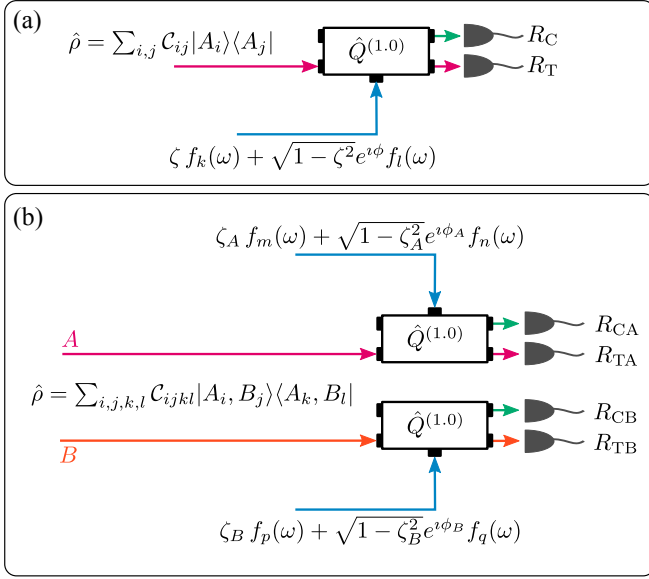 (a)
ρ̂ = ∑_{i,j} 𝒞_{ij}|A_i⟩⟨A_j|
Q̂^{(1.0)}
R_C
R_T
ζ f_k(ω) + √(1 − ζ²)e^{ıϕ} f_l(ω)
(b)
ζ_A f_m(ω) + √(1 − ζ_A²)e^{ıϕ_A} f_n(ω)
Q̂^{(1.0)}
R_CA
R_TA
A
ρ̂ = ∑_{i,j,k,l} 𝒞_{ijkl}|A_i, B_j⟩⟨A_k, B_l|
Q̂^{(1.0)}
R_CB
R_TB
B
ζ_B f_p(ω) + √(1 − ζ_B²)e^{ıϕ_B} f_q(ω)